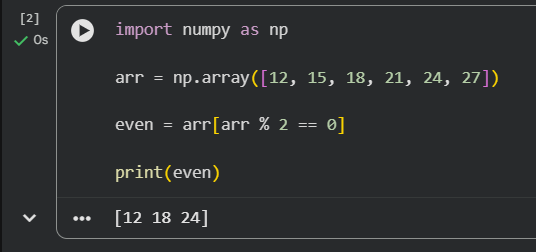 [2]
0s
import numpy as np
arr = np.array([12, 15, 18, 21, 24, 27])
even = arr[arr % 2 == 0]
print(even)
[12 18 24]